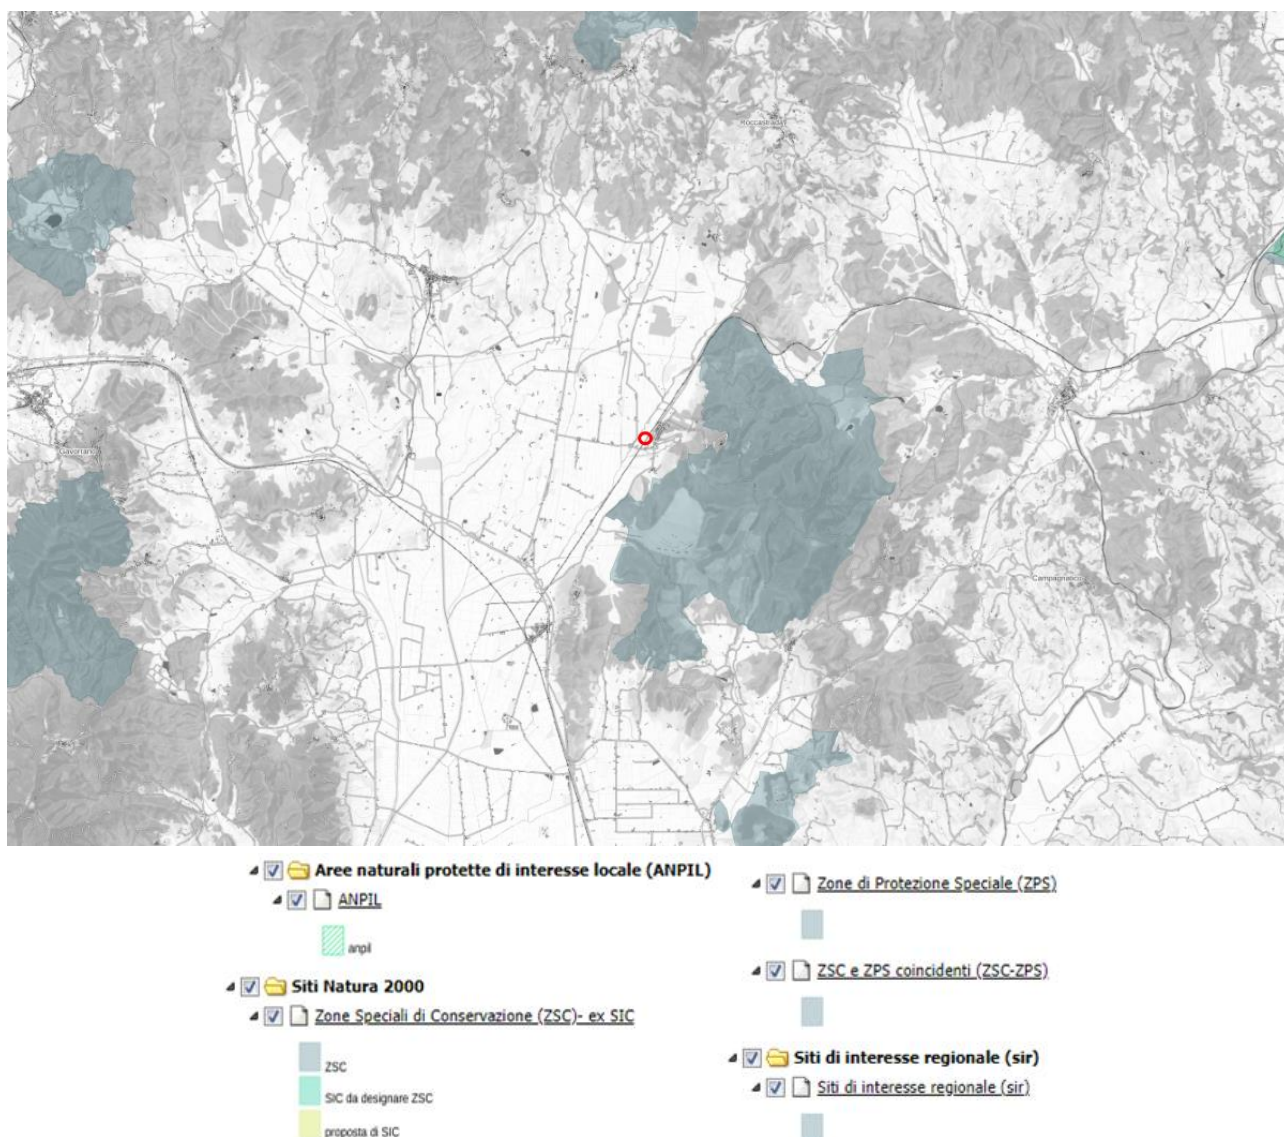 Roccastrada
Gavorrano
Campagnatico
Aree naturali protette di interesse locale (ANPIL)
ANPIL
anpil
Siti Natura 2000
Zone Speciali di Conservazione (ZSC)- ex SIC
ZSC
SIC da designare ZSC
proposta di SIC
Zone di Protezione Speciale (ZPS)
ZSC e ZPS coincidenti (ZSC-ZPS)
Siti di interesse regionale (sir)
Siti di interesse regionale (sir)